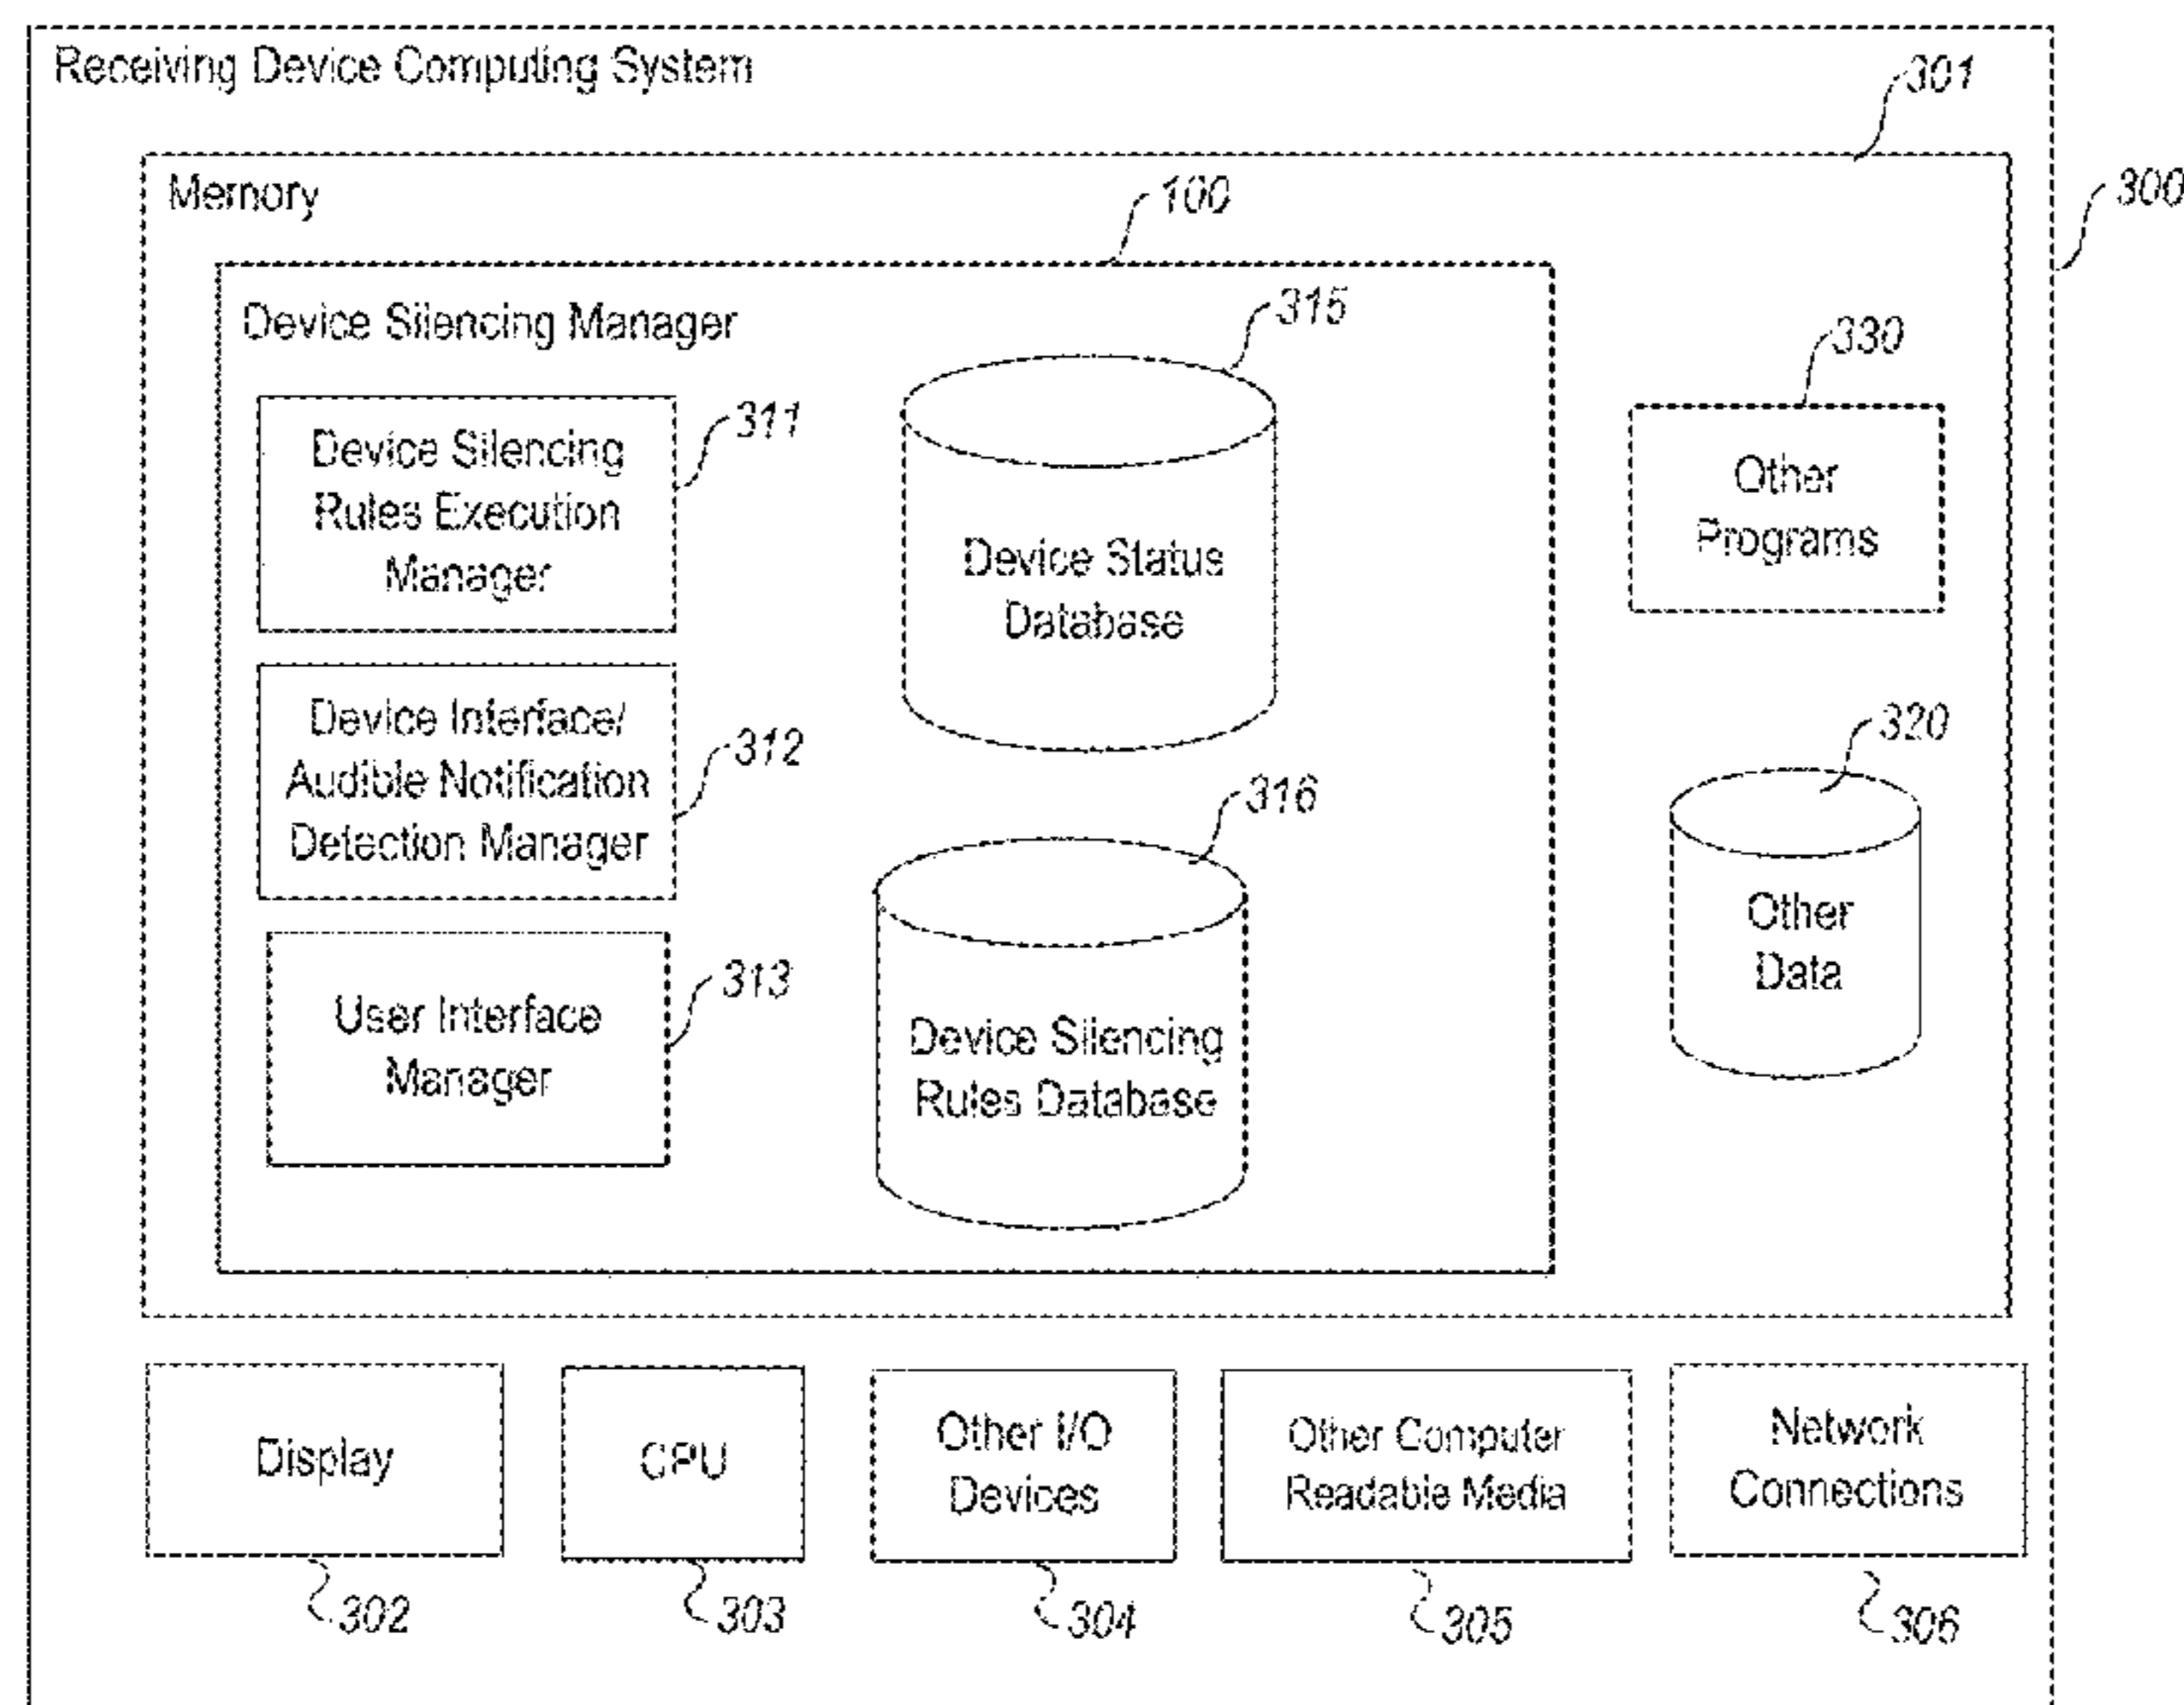 Receiving Device Computing System
301
Memory
100
300
Device Silencing Manager
315
330
Device Silencing
Rules Execution
Manager
311
Device Status
Database
Other
Programs
Device Interface/
Audible Notification
Detection Manager
312
316
320
Other
Data
User Interface
Manager
313
Device Silencing
Rules Database
Display
CPU
Other I/O
Devices
Other Computer
Readable Media
Network
Connections
302
303
304
305
306